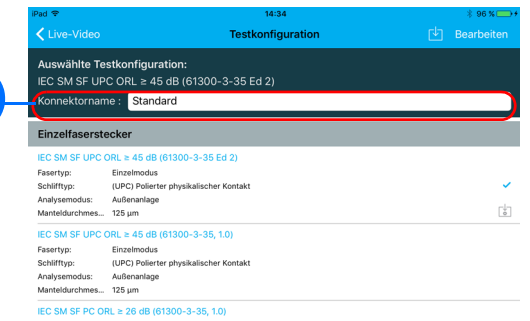 iPad 14:34 96 %
Live-Video Testkonfiguration Bearbeiten
Auswählte Testkonfiguration:
IEC SM SF UPC ORL ≥ 45 dB (61300-3-35 Ed 2)
Konnektorname : Standard
Einzelfaserstecker
IEC SM SF UPC ORL ≥ 45 dB (61300-3-35 Ed 2)
Fasertyp: Einzelmodus
Schlifftyp: (UPC) Polierter physikalischer Kontakt
Analysemodus: Außenanlage
Manteldurchmes... 125 µm
IEC SM SF UPC ORL ≥ 45 dB (61300-3-35, 1.0)
Fasertyp: Einzelmodus
Schlifftyp: (UPC) Polierter physikalischer Kontakt
Analysemodus: Außenanlage
Manteldurchmes... 125 µm
IEC SM SF PC ORL ≥ 26 dB (61300-3-35, 1.0)